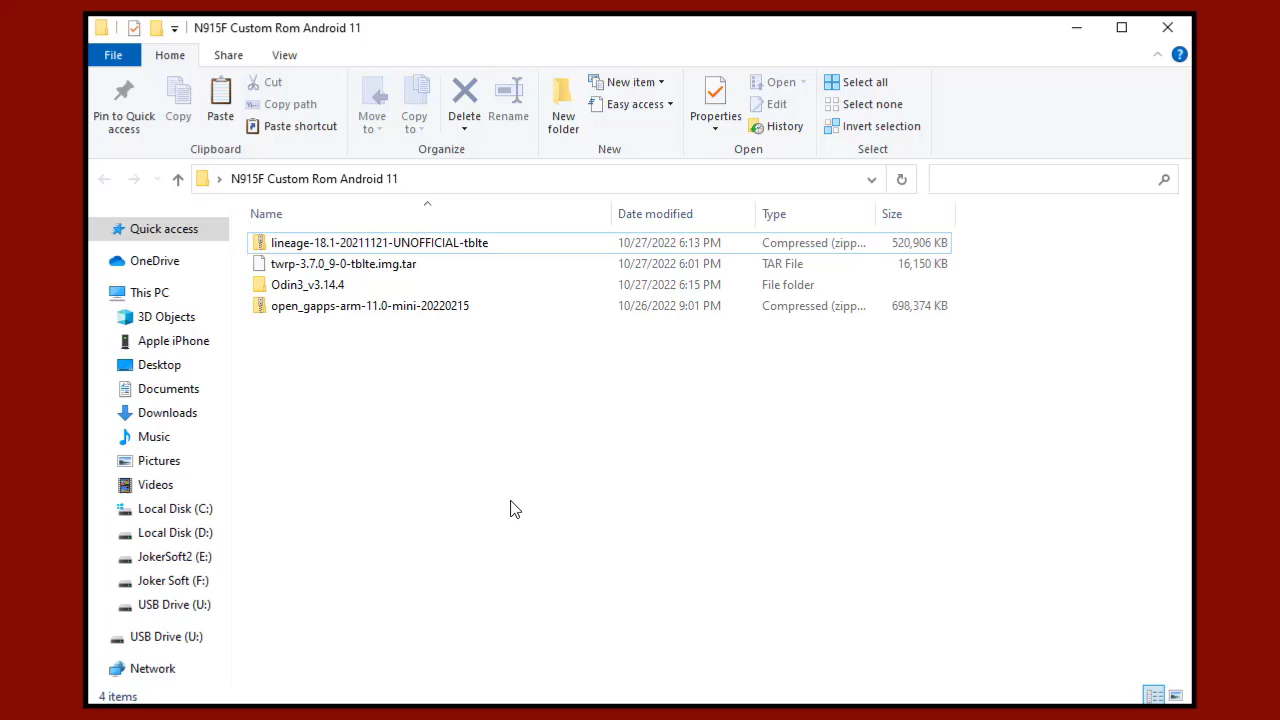 N915F Custom Rom Android 11
File Home Share View
Pin to Quick access
Copy
Paste
Cut
Copy path
Paste shortcut
Clipboard
Move to
Copy to
Delete
Rename
Organize
New folder
New item
Easy access
New
Properties
Open
Edit
History
Open
Select all
Select none
Invert selection
Select
N915F Custom Rom Android 11
Name Date modified Type Size
lineage-18.1-20211121-UNOFFICIAL-tblte 10/27/2022 6:13 PM Compressed (zipp... 520,906 KB
twrp-3.7.0_9-0-tblte.img.tar 10/27/2022 6:01 PM TAR File 16,150 KB
Odin3_v3.14.4 10/27/2022 6:15 PM File folder
open_gapps-arm-11.0-mini-20220215 10/26/2022 9:01 PM Compressed (zipp... 698,374 KB
Quick access
OneDrive
This PC
3D Objects
Apple iPhone
Desktop
Documents
Downloads
Music
Pictures
Videos
Local Disk (C:)
Local Disk (D:)
JokerSoft2 (E:)
Joker Soft (F:)
USB Drive (U:)
USB Drive (U:)
Network
4 items